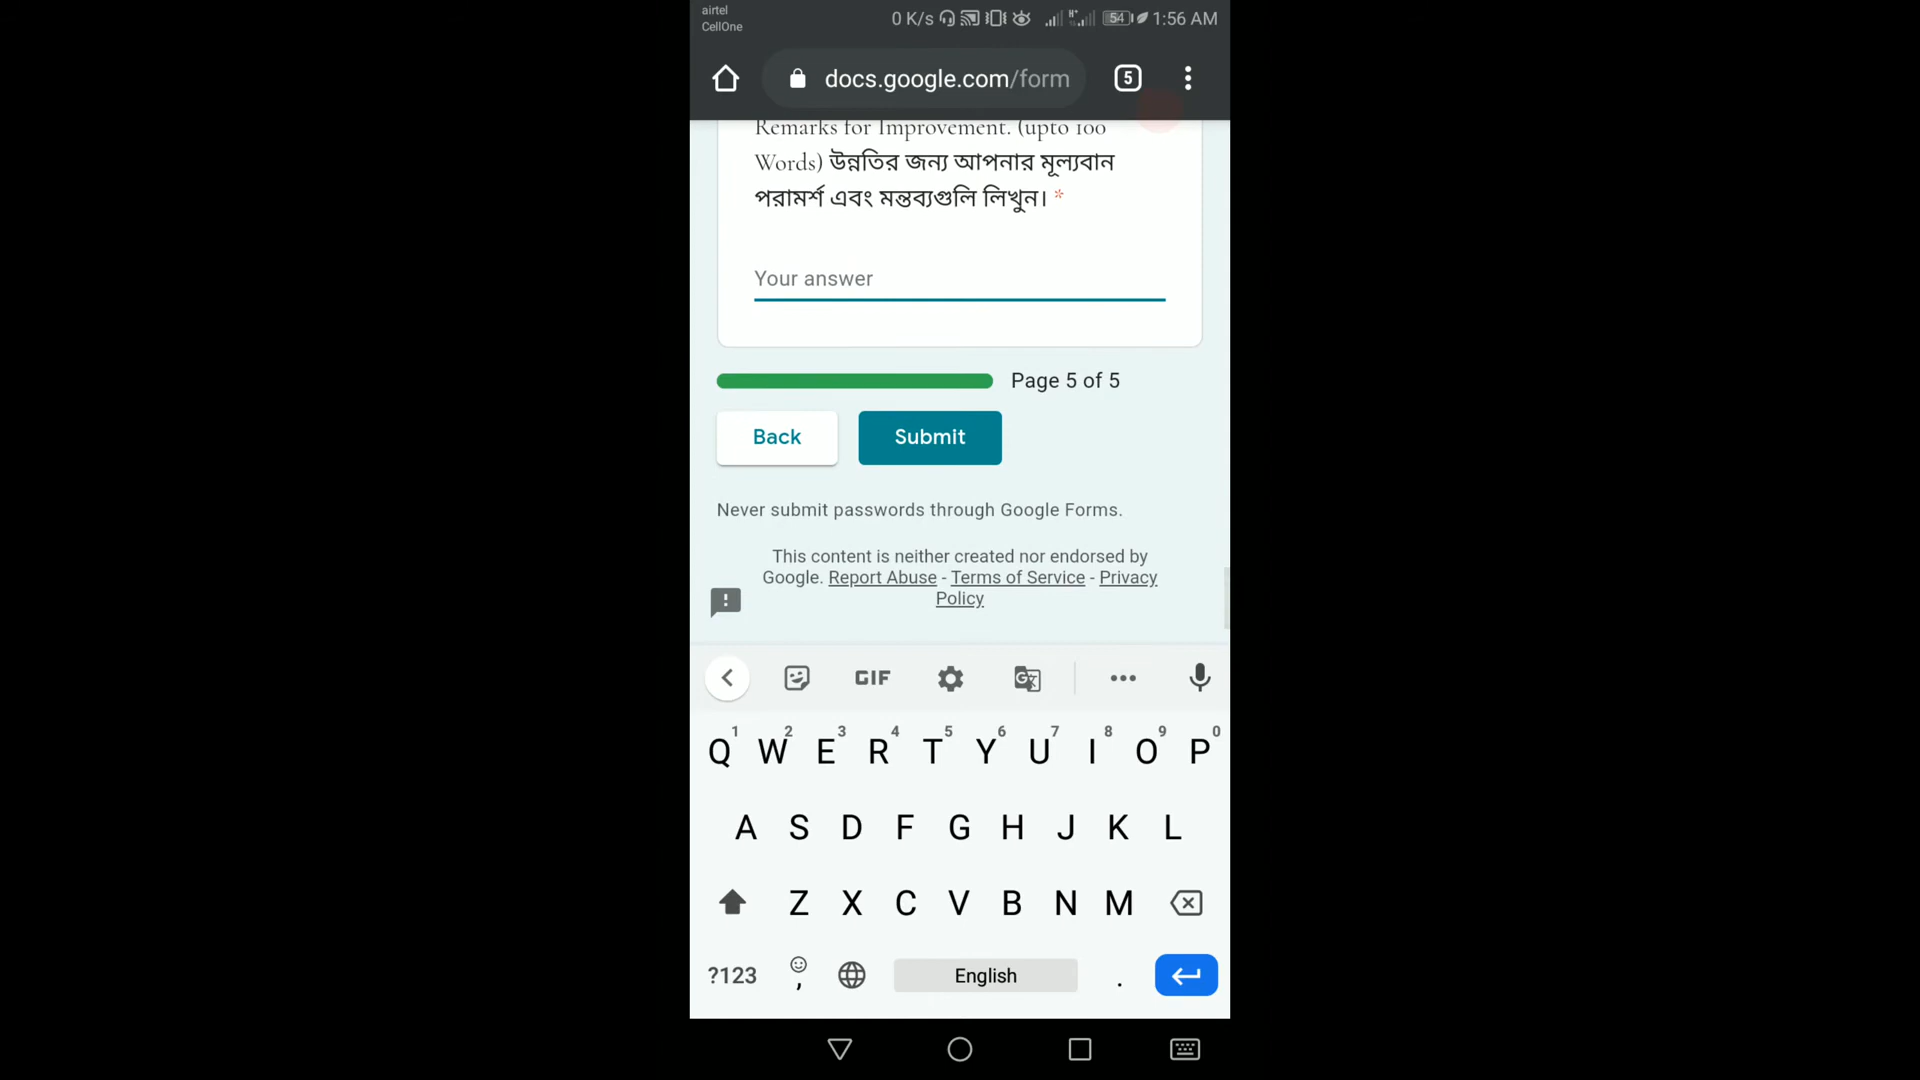 airtel
CellOne
0 K/s
54
1:56 AM
docs.google.com/form
5
Remarks for Improvement. (upto 100
Words) উন্নতির জন্য আপনার মূল্যবান
পরামর্শ এবং মন্তব্যগুলি লিখুন। *
Your answer
Page 5 of 5
Back
Submit
Never submit passwords through Google Forms.
This content is neither created nor endorsed by
Google. Report Abuse - Terms of Service - Privacy
Policy
GIF
1 2 3 4 5 6 7 8 9 0
Q W E R T Y U I O P
A S D F G H J K L
Z X C V B N M
?123 , English .